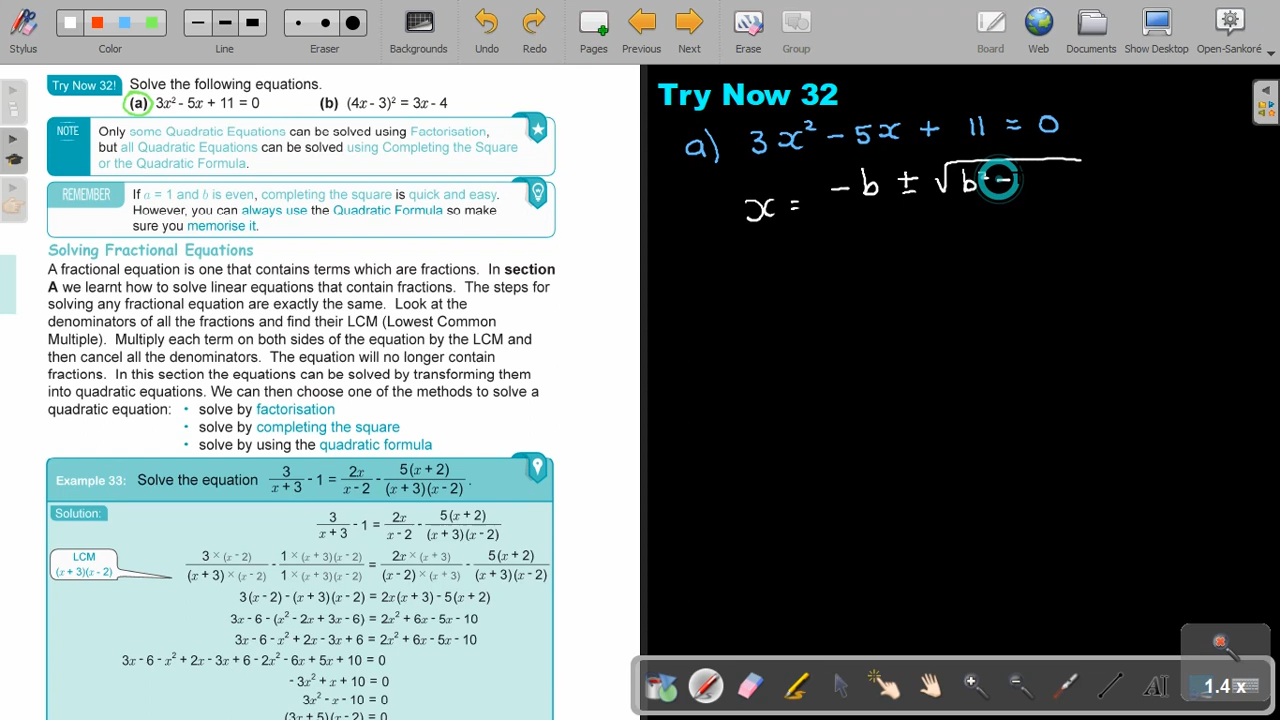 Stylus Color Line Eraser Backgrounds Undo Redo Pages Previous Next Erase Group Board Web Documents Show Desktop Open-Sankoré
Try Now 32! Solve the following equations.
(a) 3x² - 5x + 11 = 0 (b) (4x - 3)² = 3x - 4
NOTE Only some Quadratic Equations can be solved using Factorisation,
but all Quadratic Equations can be solved using Completing the Square
or the Quadratic Formula.
REMEMBER If a = 1 and b is even, completing the square is quick and easy.
However, you can always use the Quadratic Formula so make
sure you memorise it.
Solving Fractional Equations
A fractional equation is one that contains terms which are fractions. In section
A we learnt how to solve linear equations that contain fractions. The steps for
solving any fractional equation are exactly the same. Look at the
denominators of all the fractions and find their LCM (Lowest Common
Multiple). Multiply each term on both sides of the equation by the LCM and
then cancel all the denominators. The equation will no longer contain
fractions. In this section the equations can be solved by transforming them
into quadratic equations. We can then choose one of the methods to solve a
quadratic equation: • solve by factorisation
• solve by completing the square
• solve by using the quadratic formula
Example 33: Solve the equation 3/(x + 3) - 1 = 2x/(x - 2) - 5(x + 2)/((x + 3)(x - 2)).
Solution:
3/(x + 3) - 1 = 2x/(x - 2) - 5(x + 2)/((x + 3)(x - 2))
LCM
(x + 3)(x - 2)
3 × (x - 2)/((x + 3) × (x - 2)) - 1 × (x + 3)(x - 2)/(1 × (x + 3)(x - 2)) = 2x × (x + 3)/((x - 2) × (x + 3)) - 5(x + 2)/((x + 3)(x - 2))
3(x - 2) - (x + 3)(x - 2) = 2x(x + 3) - 5(x + 2)
3x - 6 - (x² - 2x + 3x - 6) = 2x² + 6x - 5x - 10
3x - 6 - x² + 2x - 3x + 6 = 2x² + 6x - 5x - 10
3x - 6 - x² + 2x - 3x + 6 - 2x² - 6x + 5x + 10 = 0
- 3x² + x + 10 = 0
3x² - x - 10 = 0
(3x + 5)(x - 2) = 0
Try Now 32
a) 3x² - 5x + 11 = 0
x = - b ± √b² -
1.4 x